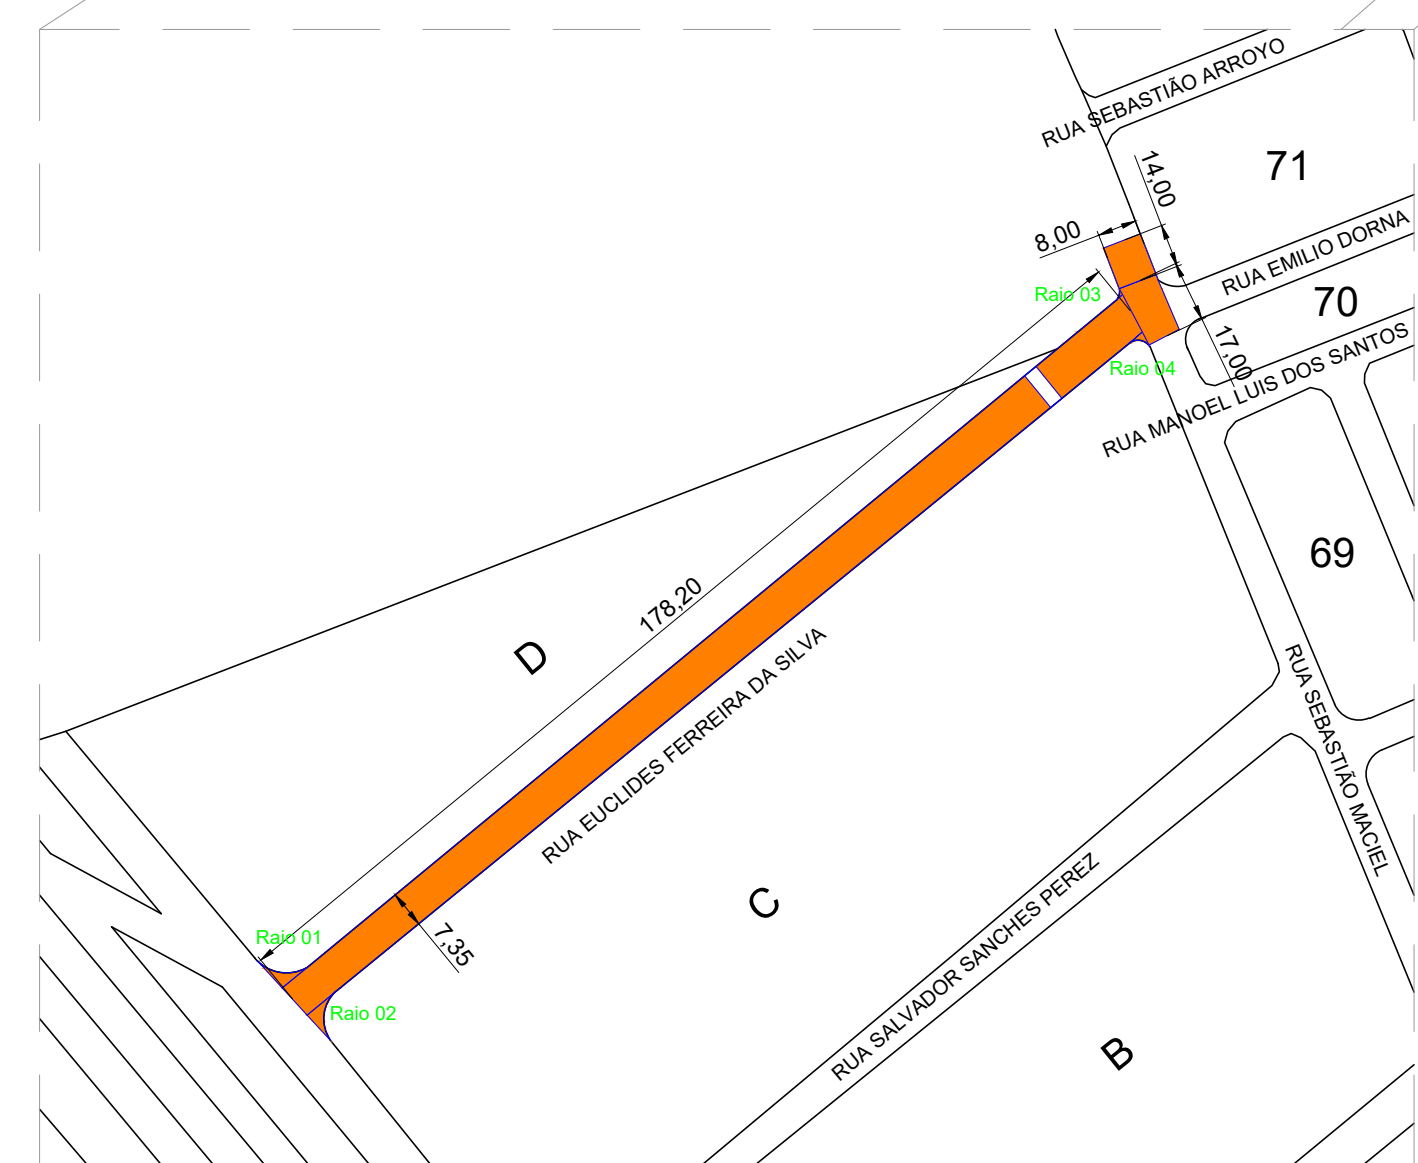 RUA SEBASTIÃO ARROYO
71
14,00
8,00
RUA EMILIO DORNA
Raio 03
70
17,00
RUA MANOEL LUIS DOS SANTOS
Raio 04
69
178,20
D
RUA EUCLIDES FERREIRA DA SILVA
RUA SEBASTIÃO MACIEL
C
7,35
Raio 01
RUA SALVADOR SANCHES PEREZ
Raio 02
B